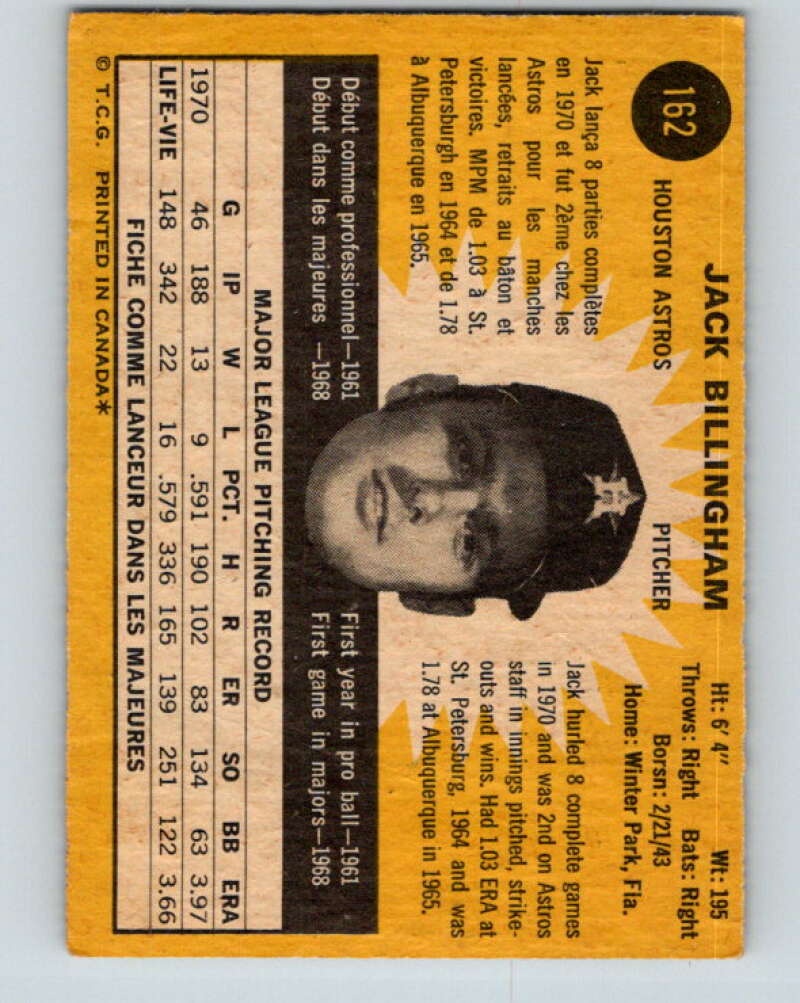 162
JACK BILLINGHAM
HOUSTON ASTROS
PITCHER
Ht: 6' 4" Wt: 195
Throws: Right Bats: Right
Borsn: 2/21/43
Home: Winter Park, Fla.
Jack lança 8 parties complètes
en 1970 et fut 2ème chez les
Astros pour les manches
lancées, retraits au bâton et
victoires. MPM de 1.03 à St.
Petersburgh en 1964 et de 1.78
à Albuquerque en 1965.
Jack hurled 8 complete games
in 1970 and was 2nd on Astros
staff in innings pitched, strike-
outs and wins. Had 1.03 ERA at
St. Petersburg, 1964 and was
1.78 at Albuquerque in 1965.
Début comme professionnel—1961
Début dans les majeures —1968
First year in pro ball—1961
First game in majors—1968
MAJOR LEAGUE PITCHING RECORD
G IP W L PCT. H R ER SO BB ERA
1970 46 188 13 9 .591 190 102 83 134 63 3.97
LIFE-VIE 148 342 22 16 .579 336 165 139 251 122 3.66
FICHE COMME LANCEUR DANS LES MAJEURES
© T.C.G. PRINTED IN CANADA*